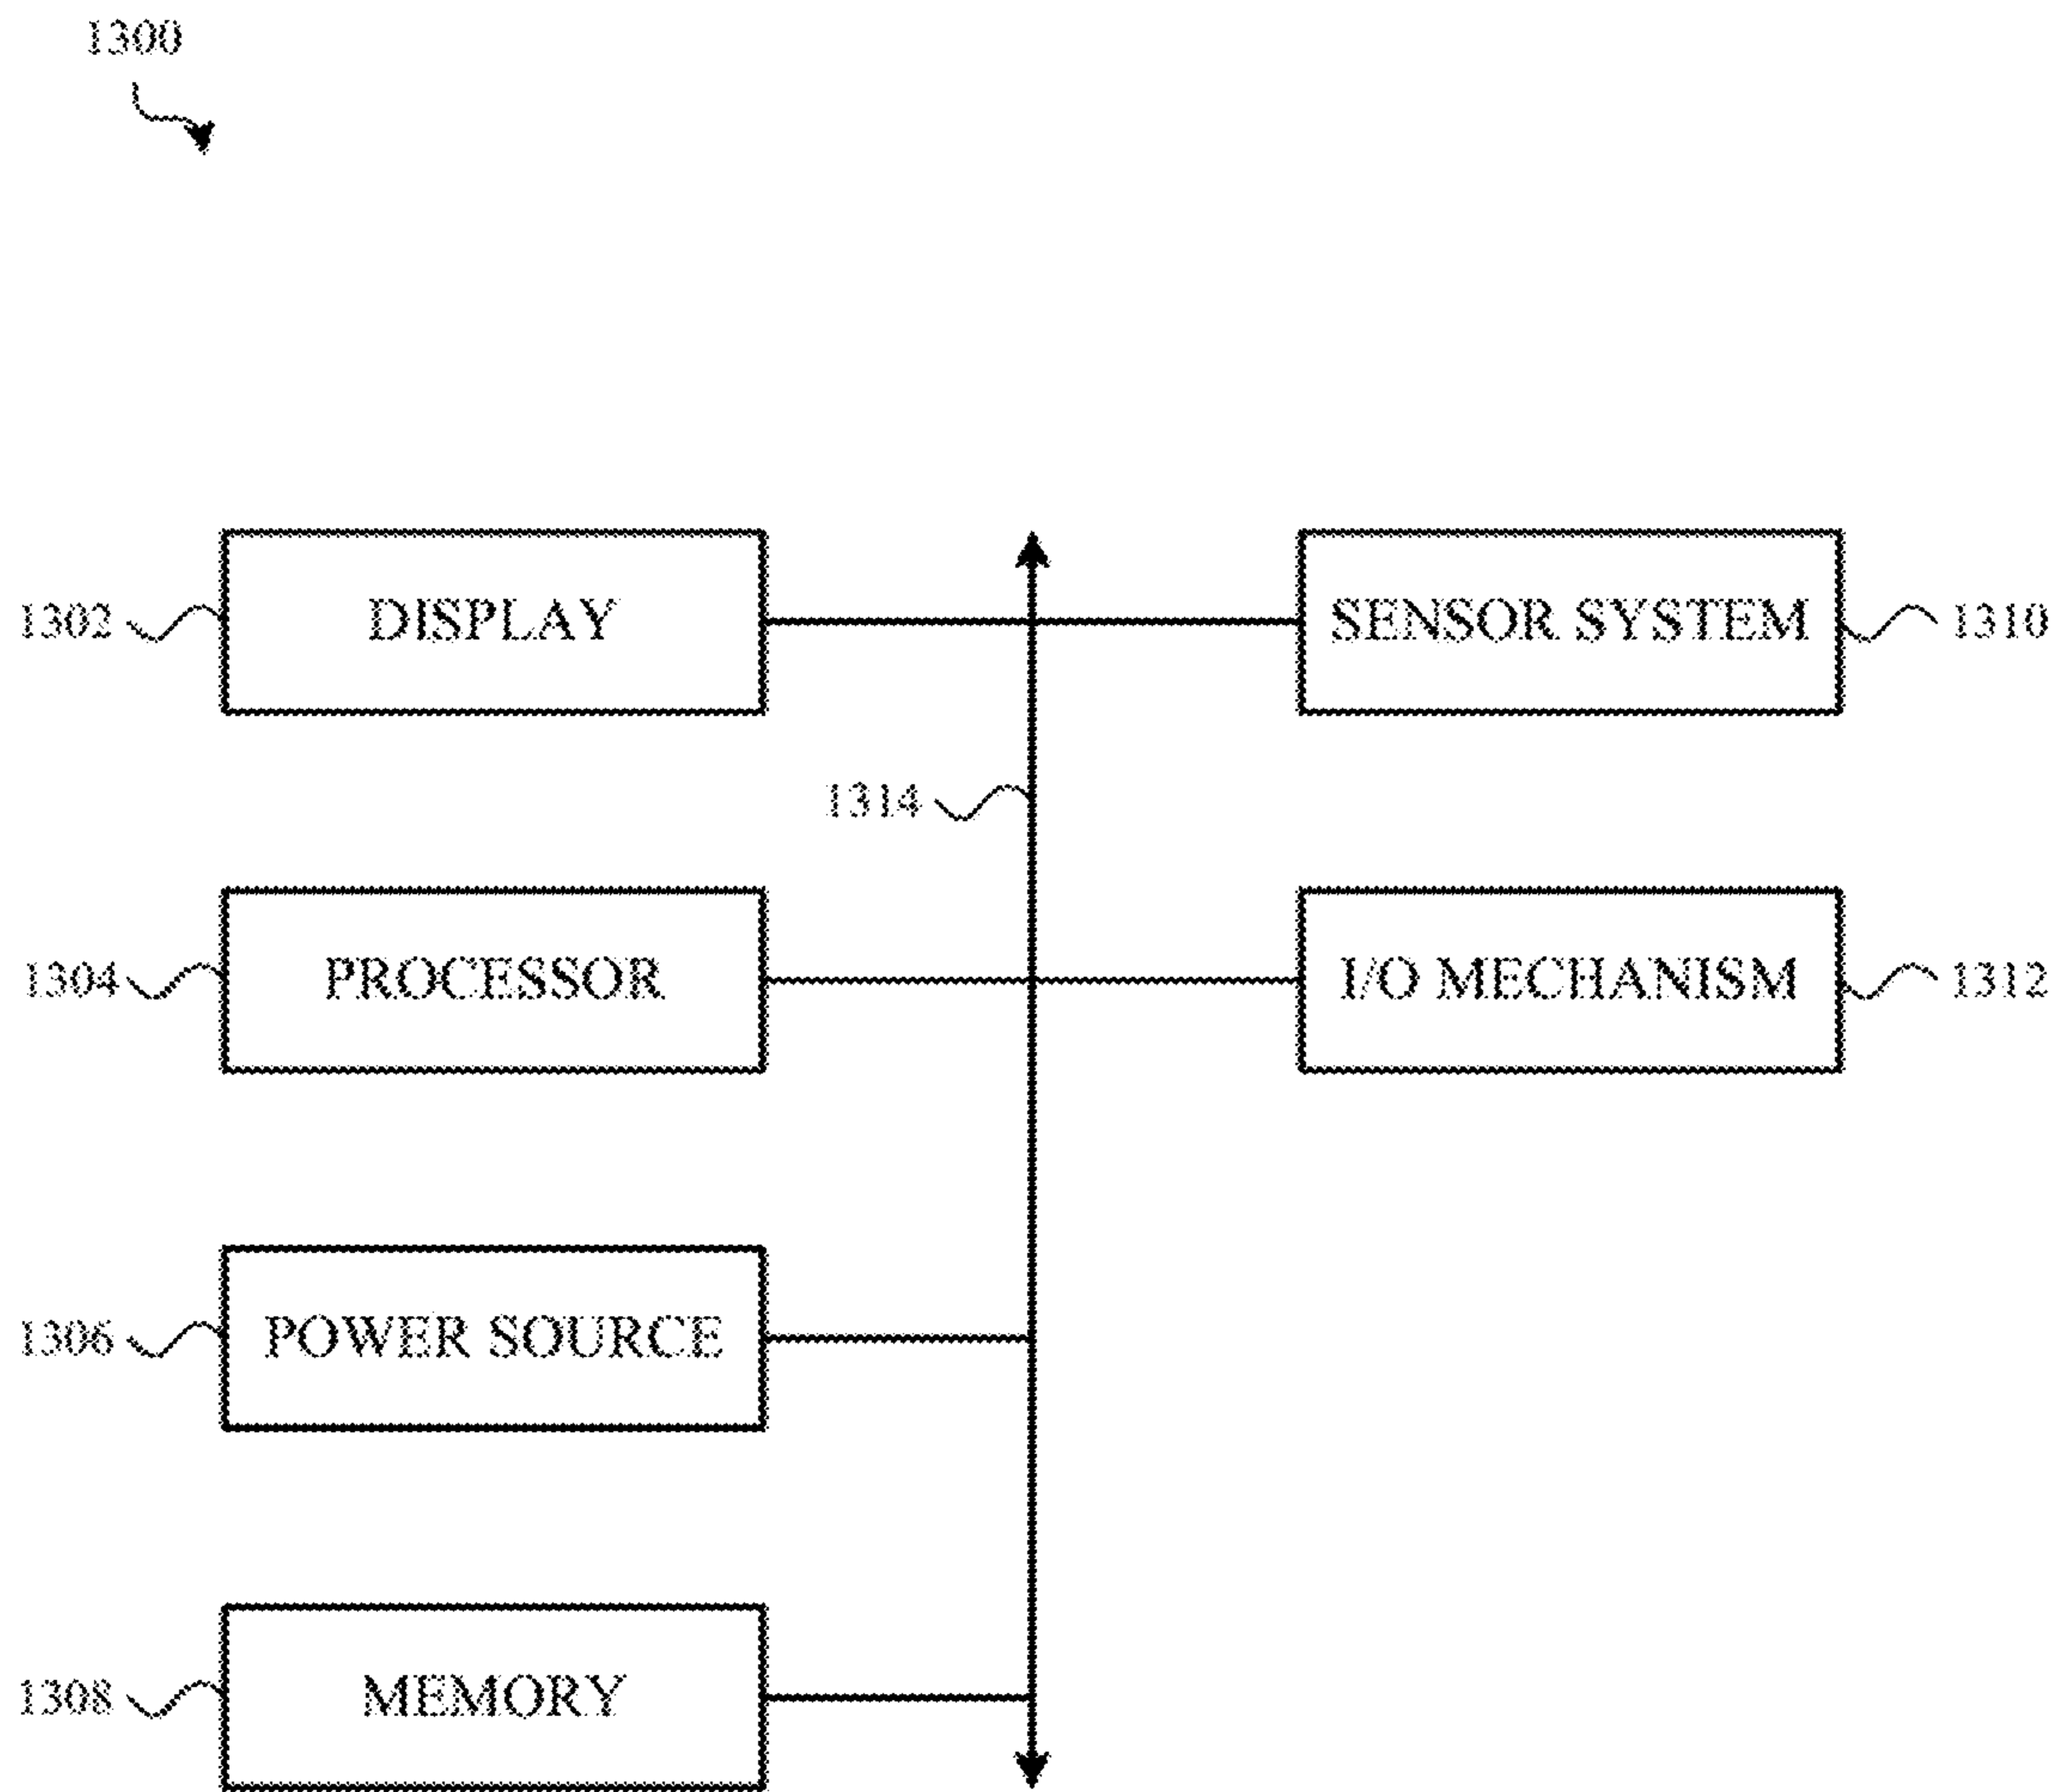 1300
1302 DISPLAY SENSOR SYSTEM 1310
1314
1304 PROCESSOR I/O MECHANISM 1312
1306 POWER SOURCE
1308 MEMORY